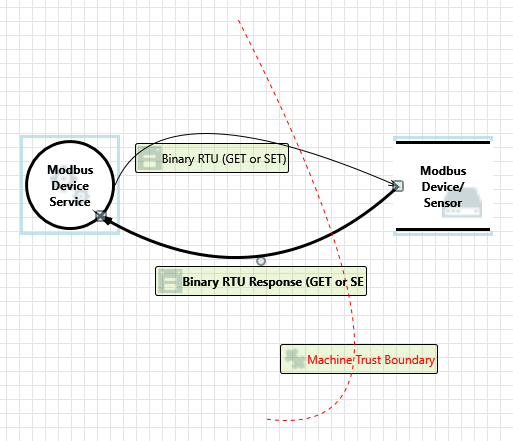 Binary RTU (GET or SET)
Modbus
Device
Service
Modbus
Device/
Sensor
Binary RTU Response (GET or SE
Machine Trust Boundary